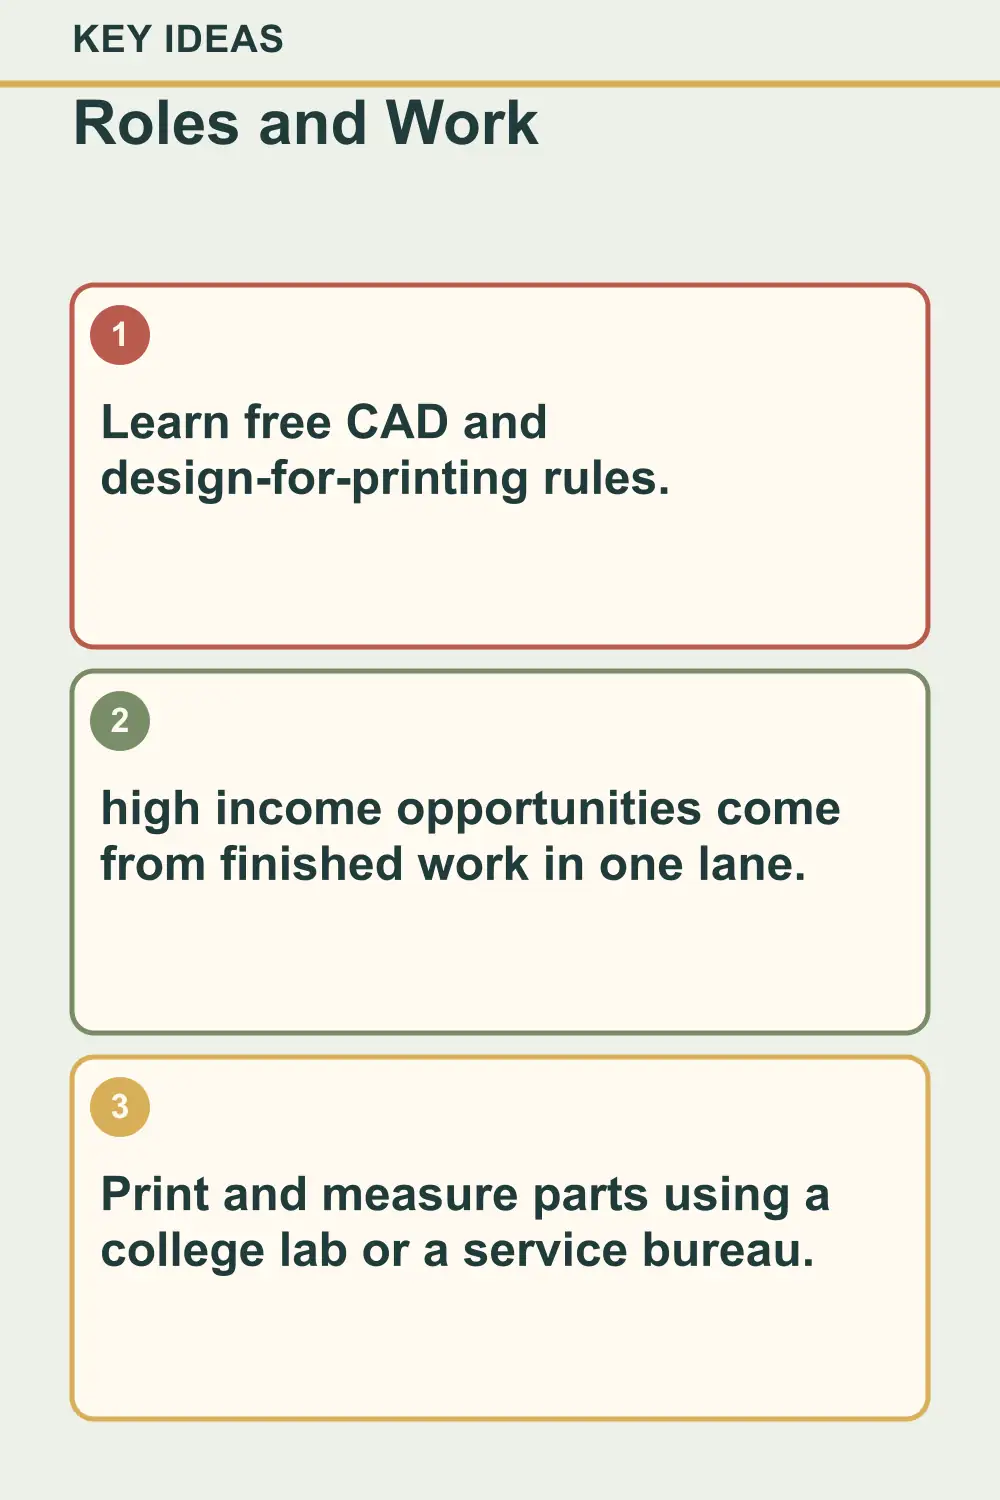 KEY IDEAS
Roles and Work
1
Learn free CAD and
design-for-printing rules.
2
high income opportunities come
from finished work in one lane.
3
Print and measure parts using a
college lab or a service bureau.